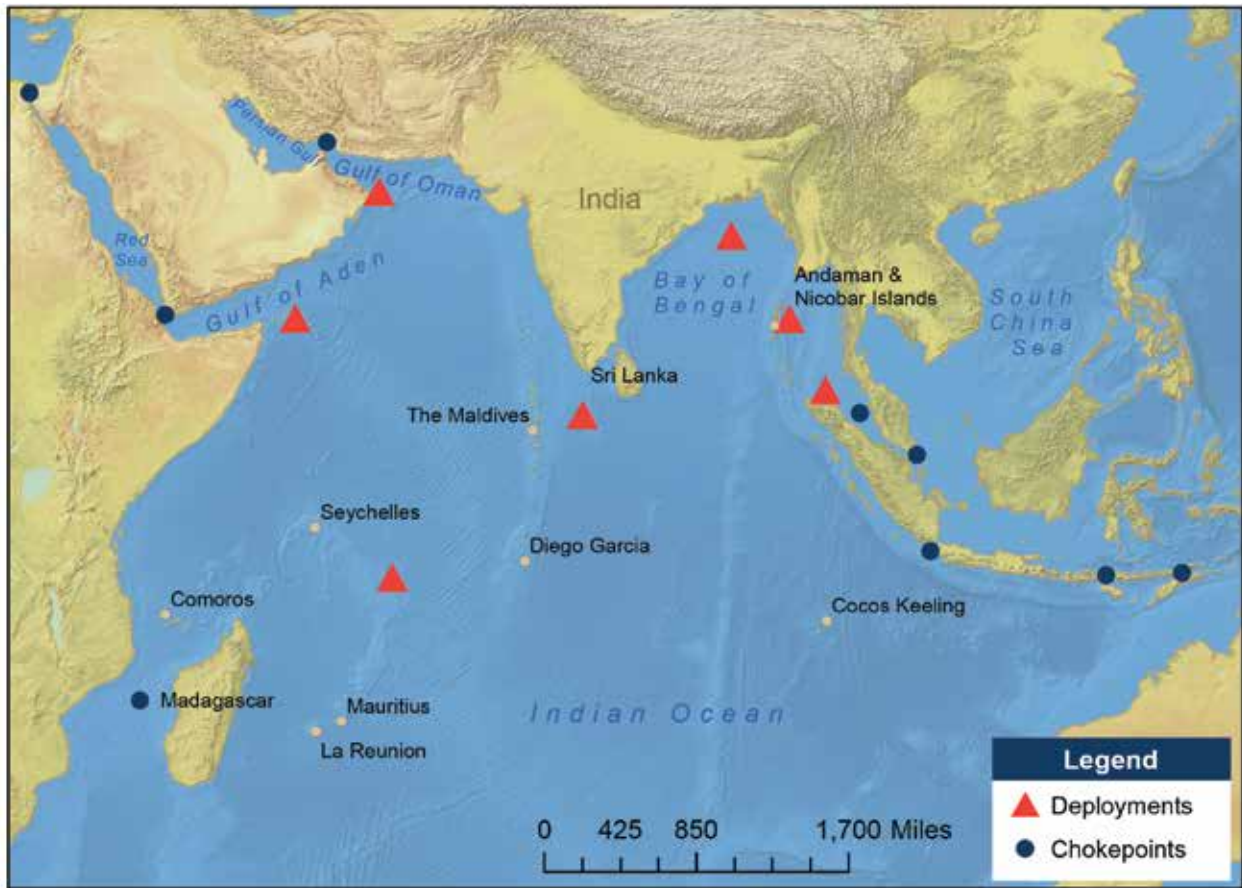 Persian Gulf
Gulf of Oman
India
Red
Sea
Gulf of Aden
Bay of
Bengal
Andaman &
Nicobar Islands
South
China
Sea
Sri Lanka
The Maldives
Seychelles
Diego Garcia
Comoros
Cocos Keeling
Madagascar
Mauritius
La Reunion
Indian Ocean
0 425 850 1,700 Miles
Legend
Deployments
Chokepoints